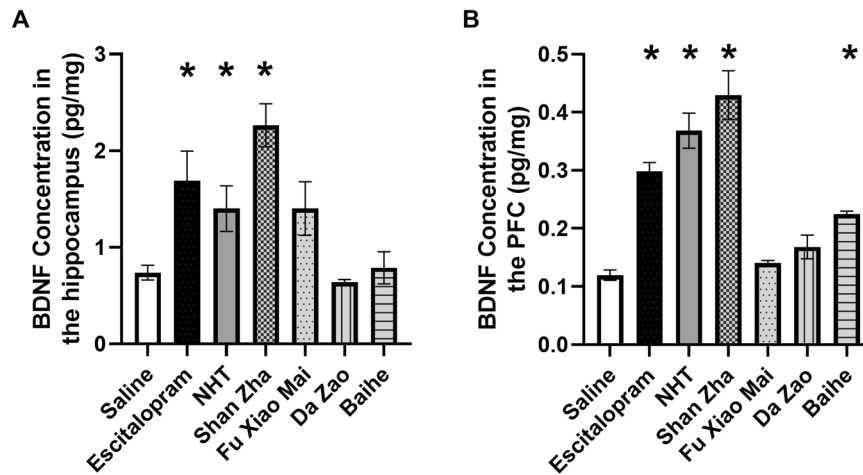 A
BDNF Concentration in
the hippocampus (pg/mg)
3
2
1
0
* * *
Saline
Escitalopram
NHT
Shan Zha
Fu Xiao Mai
Da Zao
Baihe
B
BDNF Concentration in
the PFC (pg/mg)
0.5
0.4
0.3
0.2
0.1
0.0
* * * *
Saline
Escitalopram
NHT
Shan Zha
Fu Xiao Mai
Da Zao
Baihe